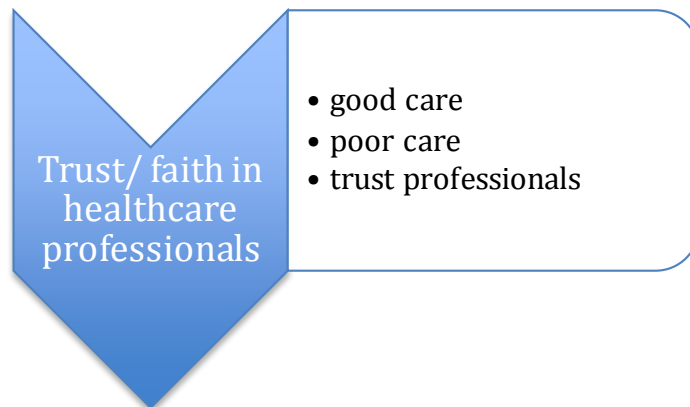 Trust/ faith in
healthcare
professionals
• good care
• poor care
• trust professionals